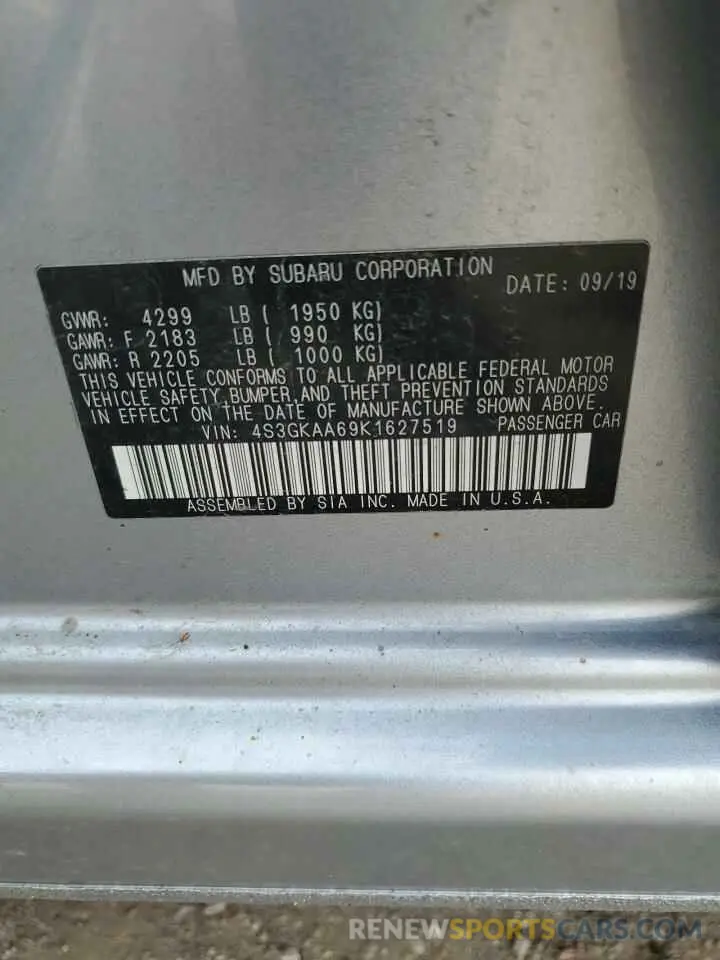 MFD BY SUBARU CORPORATION DATE: 09/19
GVWR: 4299 LB ( 1950 KG)
GAWR: F 2183 LB ( 990 KG)
GAWR: R 2205 LB ( 1000 KG)
THIS VEHICLE CONFORMS TO ALL APPLICABLE FEDERAL MOTOR
VEHICLE SAFETY,BUMPER,AND THEFT PREVENTION STANDARDS
IN EFFECT ON THE DATE OF MANUFACTURE SHOWN ABOVE.
VIN: 4S3GKAA69K1627519 PASSENGER CAR
ASSEMBLED BY SIA INC. MADE IN U.S.A.
RENEWSPORTSCARS.COM